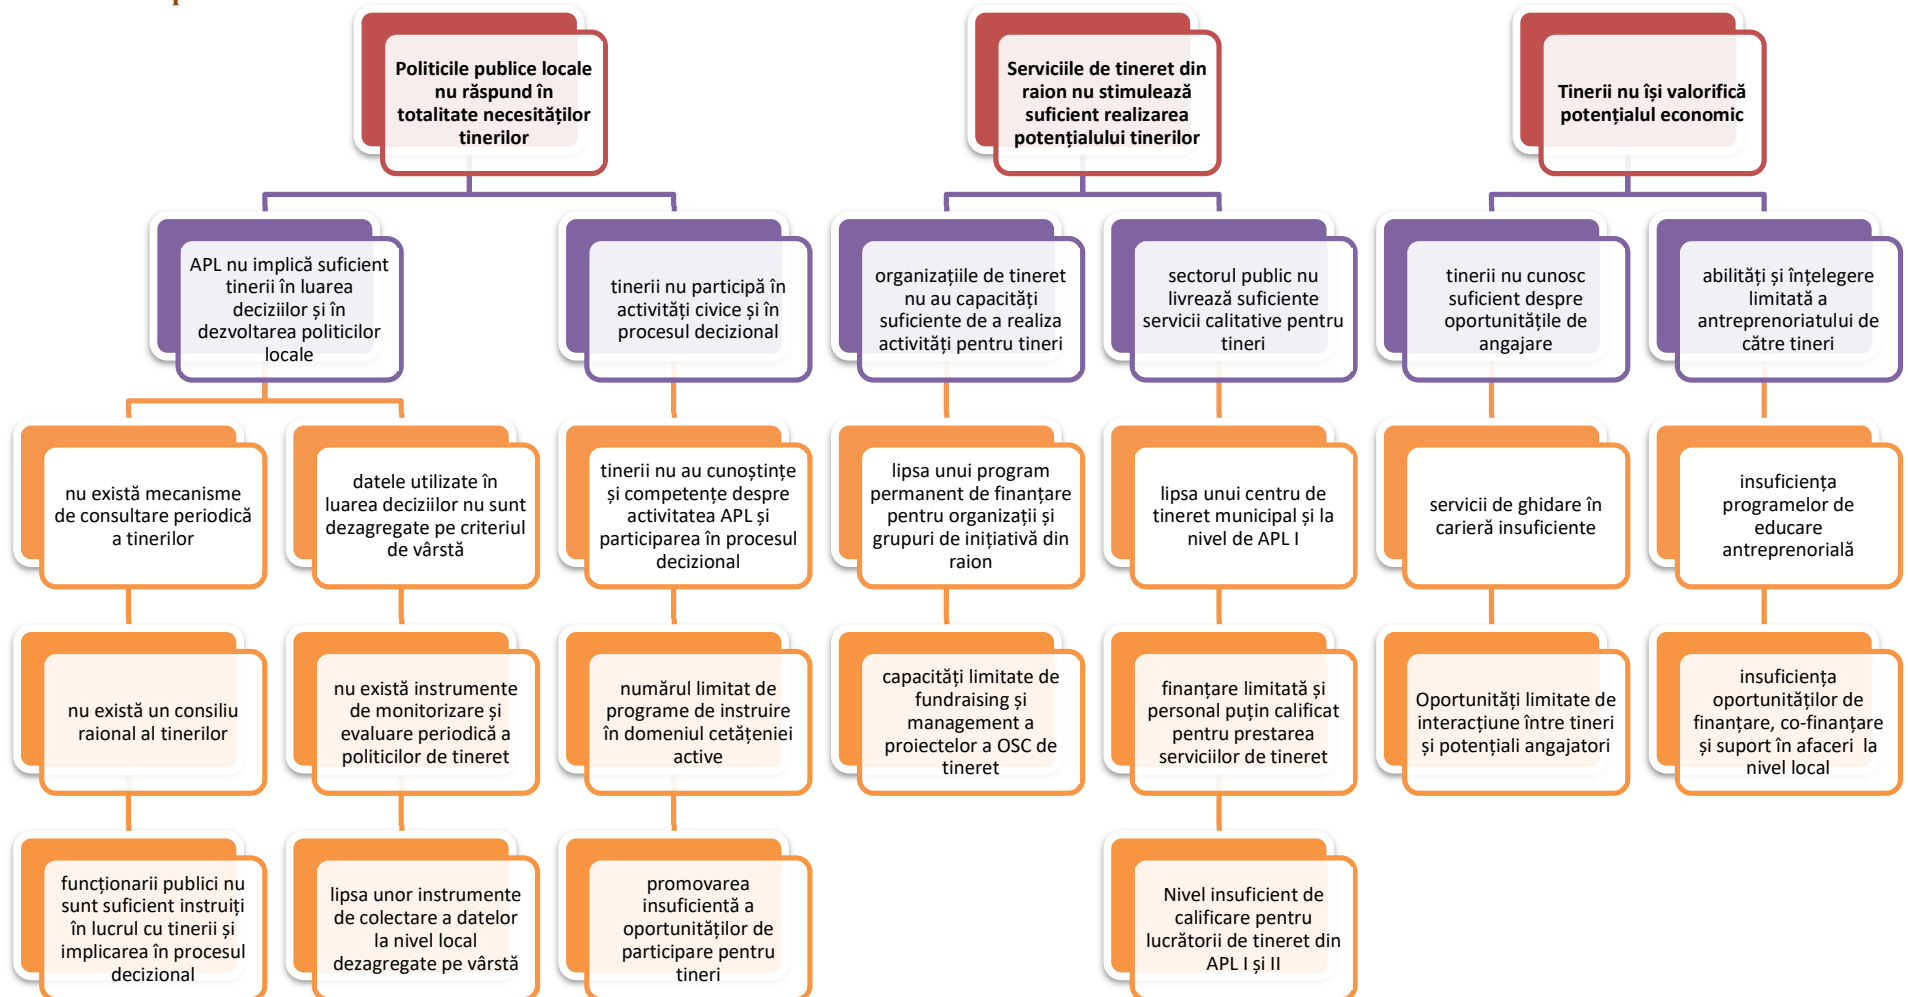 Politicile publice locale
nu răspund în
totalitate necesităților
tinerilor
Serviciile de tineret din
raion nu stimulează
suficient realizarea
potențialului tinerilor
Tinerii nu își valorifică
potențialul economic
APL nu implică suficient
tinerii în luarea
deciziilor și în
dezvoltarea politicilor
locale
tinerii nu participă în
activități civice și în
procesul decizional
organizațiile de tineret
nu au capacități
suficiente de a realiza
activități pentru tineri
sectorul public nu
livrează suficiente
servicii calitative pentru
tineri
tinerii nu cunosc
suficient despre
oportunitățile de
angajare
abilități și înțelegere
limitată a
antreprenoriatului de
către tineri
nu există mecanisme
de consultare periodică
a tinerilor
datele utilizate în
luarea deciziilor nu sunt
dezagregate pe criteriul
de vârstă
tinerii nu au cunoștințe
și competențe despre
activitatea APL și
participarea în procesul
decizional
lipsa unui program
permanent de finanțare
pentru organizații și
grupuri de inițiativă din
raion
lipsa unui centru de
tineret municipal și la
nivel de APL I
servicii de ghidare în
carieră insuficiente
insuficiența
programelor de
educare
antreprenorială
nu există un consiliu
raional al tinerilor
nu există instrumente
de monitorizare și
evaluare periodică a
politicilor de tineret
numărul limitat de
programe de instruire
în domeniul cetățeniei
active
capacități limitate de
fundraising și
management a
proiectelor a OSC de
tineret
finanțare limitată și
personal puțin calificat
pentru prestarea
serviciilor de tineret
Oportunități limitate de
interacțiune între tineri
și potențiali angajatori
insuficiența
oportunităților de
finanțare, co-finanțare
și suport în afaceri la
nivel local
funcționarii publici nu
sunt suficient instruiți
în lucrul cu tinerii și
implicarea în procesul
decizional
lipsa unor instrumente
de colectare a datelor
la nivel local
dezagregate pe vârstă
promovarea
insuficientă a
oportunităților de
participare pentru
tineri
Nivel insuficient de
calificare pentru
lucrătorii de tineret din
APL I și II